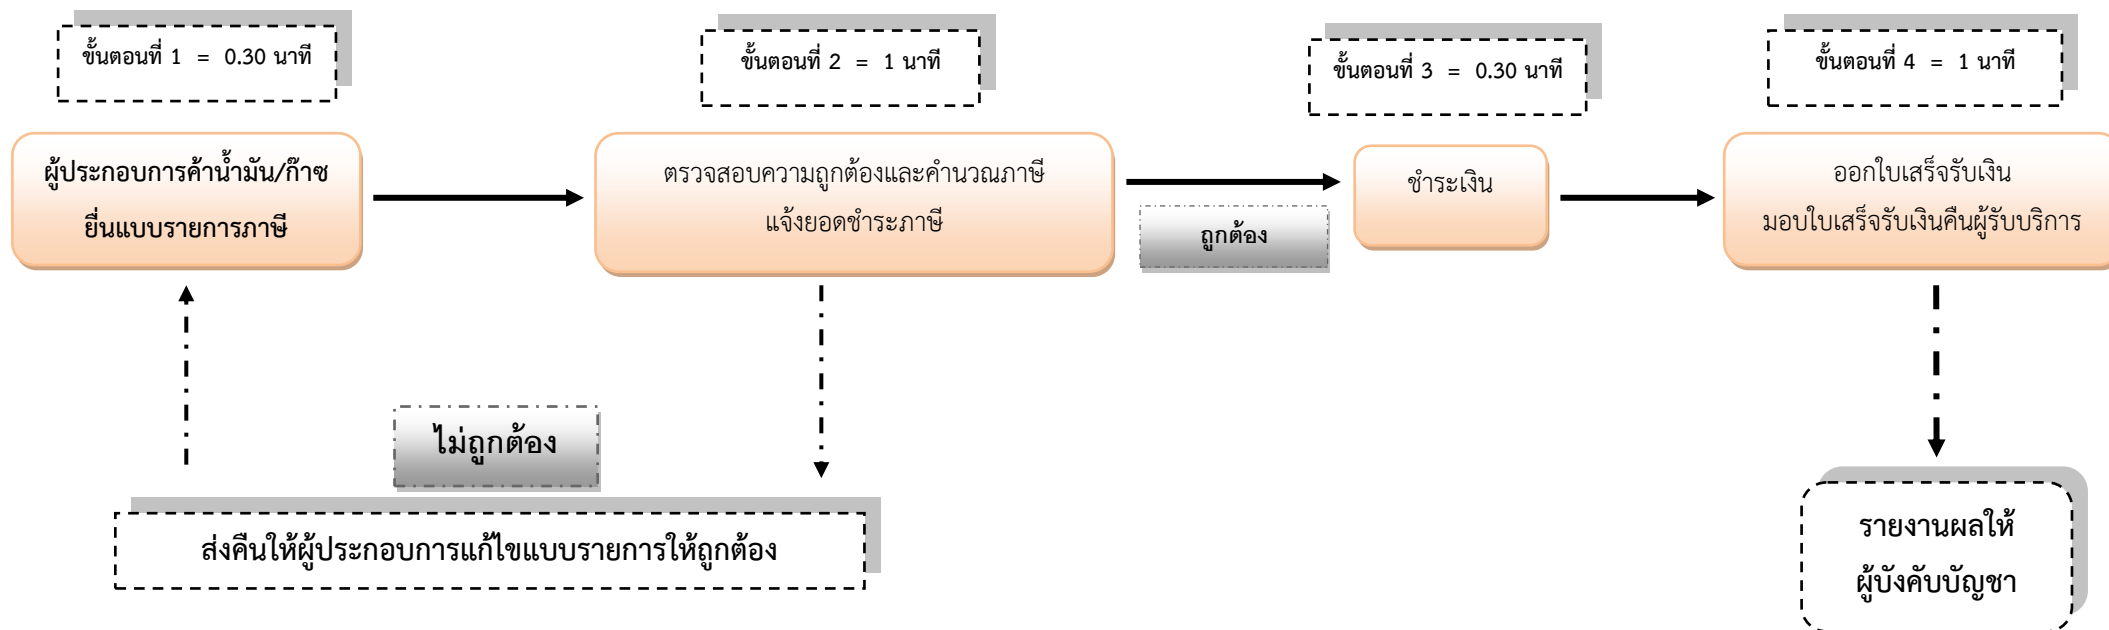 ขั้นตอนที่ 1 = 0.30 นาที
ขั้นตอนที่ 2 = 1 นาที
ขั้นตอนที่ 3 = 0.30 นาที
ขั้นตอนที่ 4 = 1 นาที
ผู้ประกอบการค้าน้ำมัน/ก๊าซ
ยื่นแบบรายการภาษี
ตรวจสอบความถูกต้องและคำนวณภาษี
แจ้งยอดชำระภาษี
ถูกต้อง
ชำระเงิน
ออกใบเสร็จรับเงิน
มอบใบเสร็จรับเงินคืนผู้รับบริการ
ไม่ถูกต้อง
ส่งคืนให้ผู้ประกอบการแก้ไขแบบรายการให้ถูกต้อง
รายงานผลให้
ผู้บังคับบัญชา